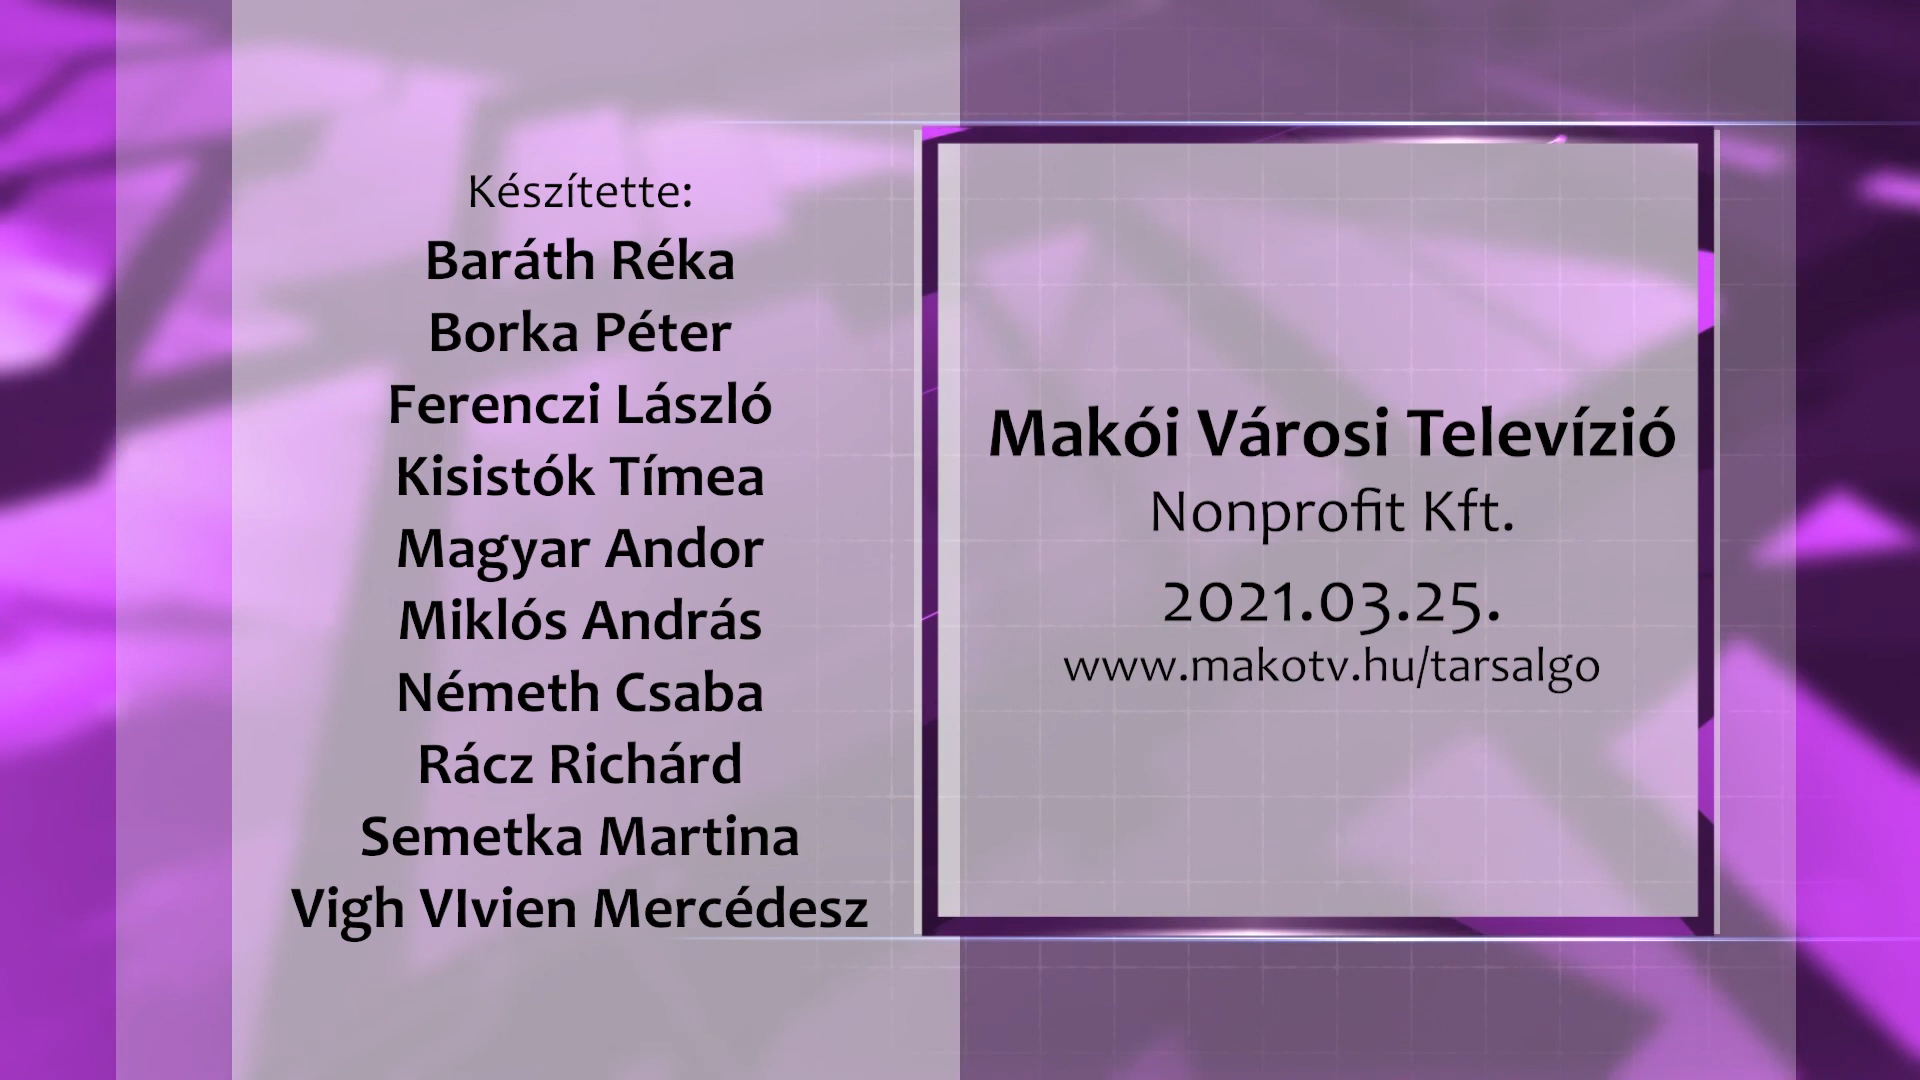 Készítette:
Baráth Réka
Borka Péter
Ferenczi László
Kisistók Tímea
Magyar Andor
Miklós András
Németh Csaba
Rácz Richárd
Semetka Martina
Vigh VIvien Mercédesz
Makói Városi Televízió
Nonprofit Kft.
2021.03.25.
www.makotv.hu/tarsalgo